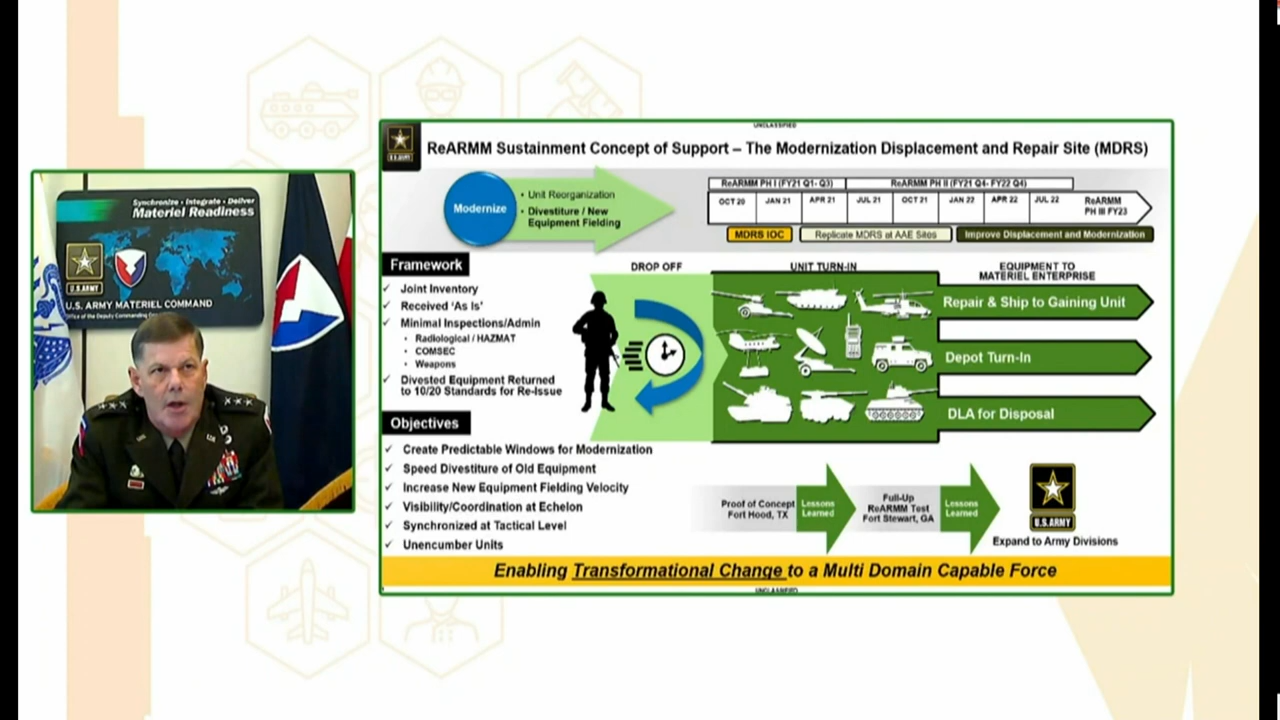 Synchronize - Integrate - Deliver
Materiel Readiness
U.S.ARMY
U.S. ARMY MATERIEL COMMAND
UNCLASSIFIED
ReARMM Sustainment Concept of Support – The Modernization Displacement and Repair Site (MDRS)
Modernize
• Unit Reorganization
• Divestiture / New
Equipment Fielding
ReARMM PH I (FY21 Q1- Q3)
ReARMM PH II (FY21 Q4- FY22 Q4)
OCT 20
JAN 21
APR 21
JUL 21
OCT 21
JAN 22
APR 22
JUL 22
ReARMM
PH III FY23
MDRS IOC
Replicate MDRS at AAE Sites
Improve Displacement and Modernization
Framework
✓ Joint Inventory
✓ Received ‘As Is’
✓ Minimal Inspections/Admin
• Radiological / HAZMAT
• COMSEC
• Weapons
✓ Divested Equipment Returned
to 10/20 Standards for Re-Issue
DROP OFF
UNIT TURN-IN
EQUIPMENT TO
MATERIEL ENTERPRISE
Repair & Ship to Gaining Unit
Depot Turn-In
DLA for Disposal
Objectives
✓ Create Predictable Windows for Modernization
✓ Speed Divestiture of Old Equipment
✓ Increase New Equipment Fielding Velocity
✓ Visibility/Coordination at Echelon
✓ Synchronized at Tactical Level
✓ Unencumber Units
Proof of Concept
Fort Hood, TX
Lessons
Learned
Full-Up
ReARMM Test
Fort Stewart, GA
Lessons
Learned
U.S.ARMY
Expand to Army Divisions
Enabling Transformational Change to a Multi Domain Capable Force
UNCLASSIFIED